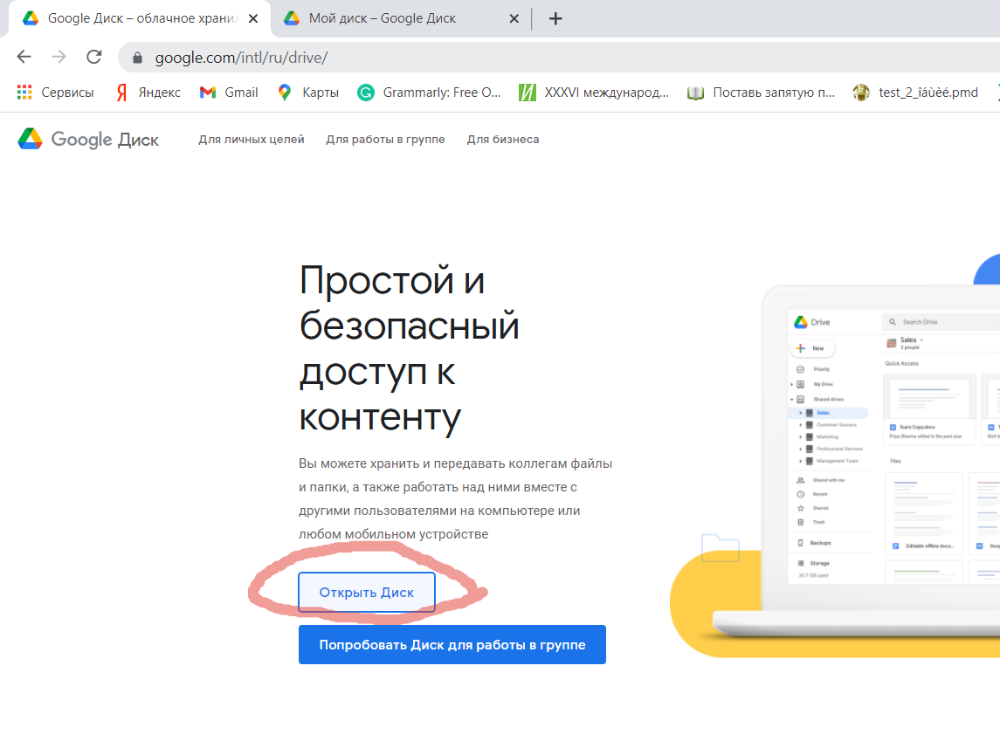 Google Диск – облачное хранил
Мой диск – Google Диск
google.com/intl/ru/drive/
Сервисы
Яндекс
Gmail
Карты
Grammarly: Free O...
XXXVI международ...
Поставь запятую п...
test_2_îáùèé.pmd
Google Диск
Для личных целей
Для работы в группе
Для бизнеса
Простой и
безопасный
доступ к
контенту
Вы можете хранить и передавать коллегам файлы
и папки, а также работать над ними вместе с
другими пользователями на компьютере или
любом мобильном устройстве
Открыть Диск
Попробовать Диск для работы в группе
Drive
Search Drive
New
Sales
3 people
Quick Access
Priority
My Drive
Shared drives
Sales
Customer Success
Marketing
Professional Services
Management Team
Sue's Copy.docx
Priya Sharma edited in the past year
Rich M
Files
Shared with me
Recent
Starred
Trash
Backups
Storage
30.7 GB used
Editable offline docu...
Goog